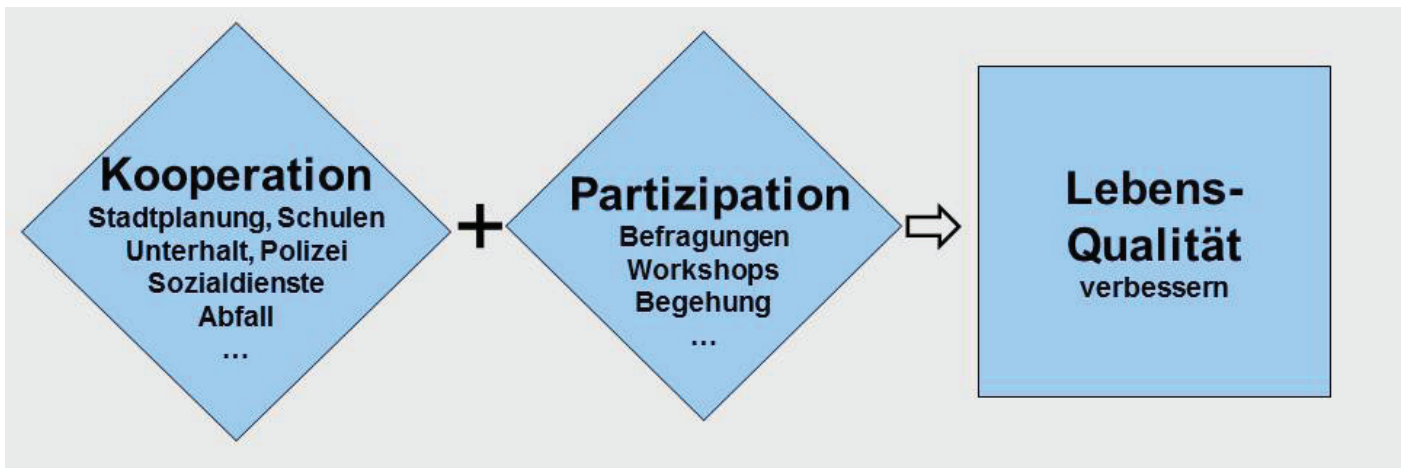 Kooperation
Stadtplanung, Schulen
Unterhalt, Polizei
Sozialdienste
Abfall
...
+
Partizipation
Befragungen
Workshops
Begehung
...
⇨
Lebens-
Qualität
verbessern